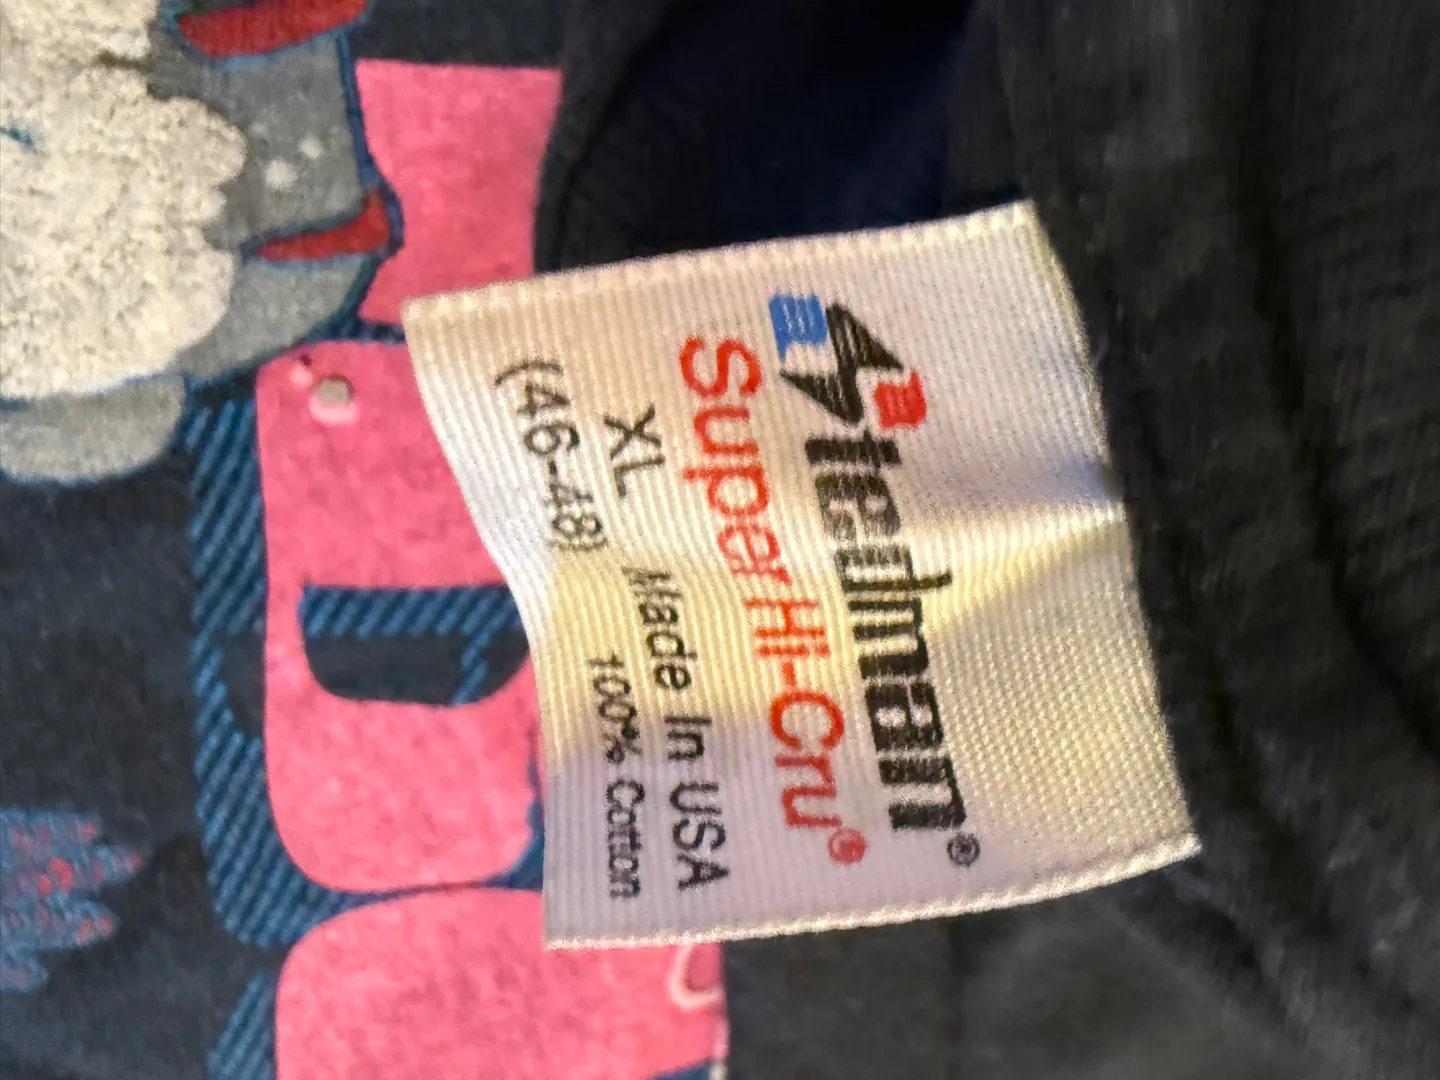 Stedman®
Super Hi-Cru®
XL Made In USA
(46-48) 100% Cotton